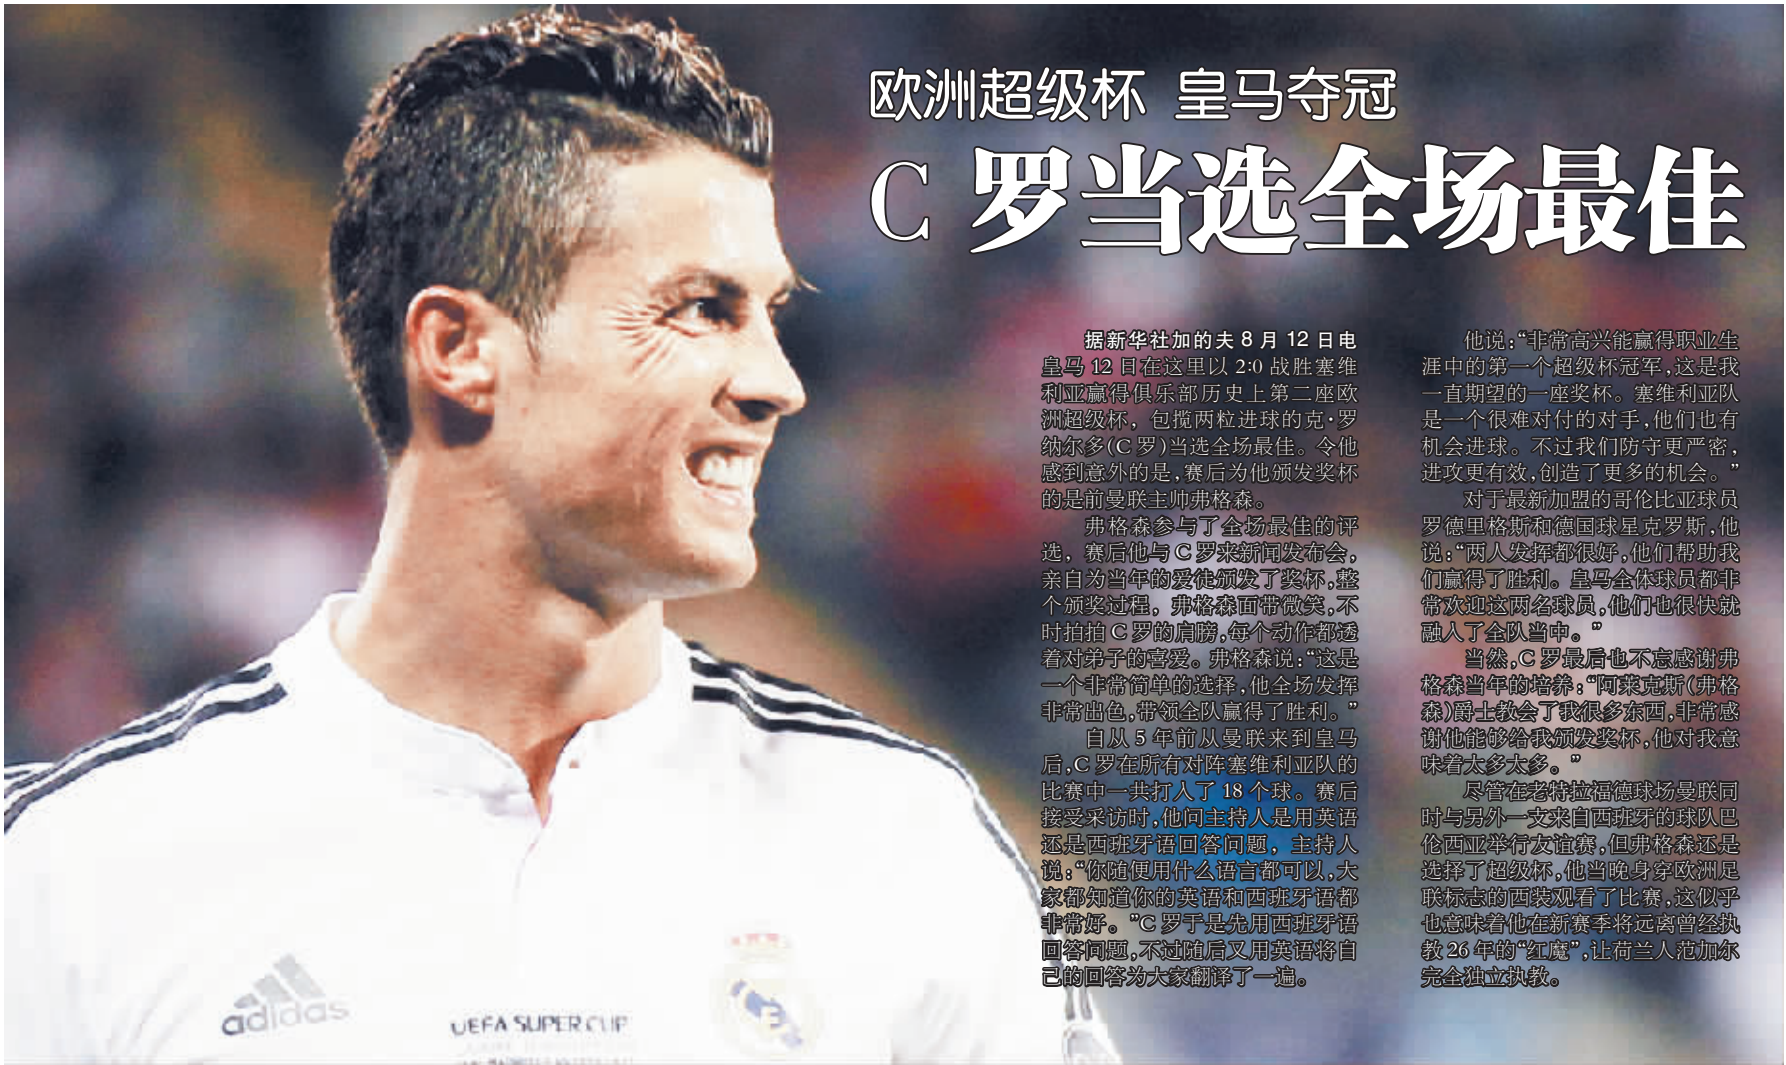 欧洲超级杯 皇马夺冠
C罗当选全场最佳
据新华社加的夫8月12日电
皇马12日在这里以2:0战胜塞维
利亚赢得俱乐部历史上第二座欧
洲超级杯，包揽两粒进球的克·罗
纳尔多(C罗)当选全场最佳。令他
感到意外的是,赛后为他颁发奖杯
的是前曼联主帅弗格森。
弗格森参与了全场最佳的评
选，赛后他与C罗来新闻发布会，
亲自为当年的爱徒颁发了奖杯,整
个颁奖过程，弗格森面带微笑,不
时拍拍C罗的肩膀,每个动作都透
着对弟子的喜爱。弗格森说:“这是
一个非常简单的选择,他全场发挥
非常出色,带领全队赢得了胜利。”
自从5年前从曼联来到皇马
后,C罗在所有对阵塞维利亚队的
比赛中一共打入了18个球。赛后
接受采访时,他问主持人是用英语
还是西班牙语回答问题，主持人
说:“你随便用什么语言都可以,大
家都知道你的英语和西班牙语都
非常好。”C罗于是先用西班牙语
回答问题,不过随后又用英语将自
己的回答为大家翻译了一遍。
他说:“非常高兴能赢得职业生
涯中的第一个超级杯冠军,这是我
一直期望的一座奖杯。塞维利亚队
是一个很难对付的对手,他们也有
机会进球。不过我们防守更严密，
进攻更有效,创造了更多的机会。”
对于最新加盟的哥伦比亚球员
罗德里格斯和德国球星克罗斯,他
说:“两人发挥都很好,他们帮助我
们赢得了胜利。皇马全体球员都非
常欢迎这两名球员,他们也很快就
融入了全队当中。”
当然,C罗最后也不忘感谢弗
格森当年的培养:“阿莱克斯(弗格
森)爵士教会了我很多东西,非常感
谢他能够给我颁发奖杯,他对我意
味着太多太多。”
尽管在老特拉福德球场曼联同
时与另外一支来自西班牙的球队巴
伦西亚举行友谊赛,但弗格森还是
选择了超级杯,他当晚身穿欧洲足
联标志的西装观看了比赛,这似乎
也意味着他在新赛季将远离曾经执
教26年的“红魔”,让荷兰人范加尔
完全独立执教。
adidas
UEFA SUPER CUP